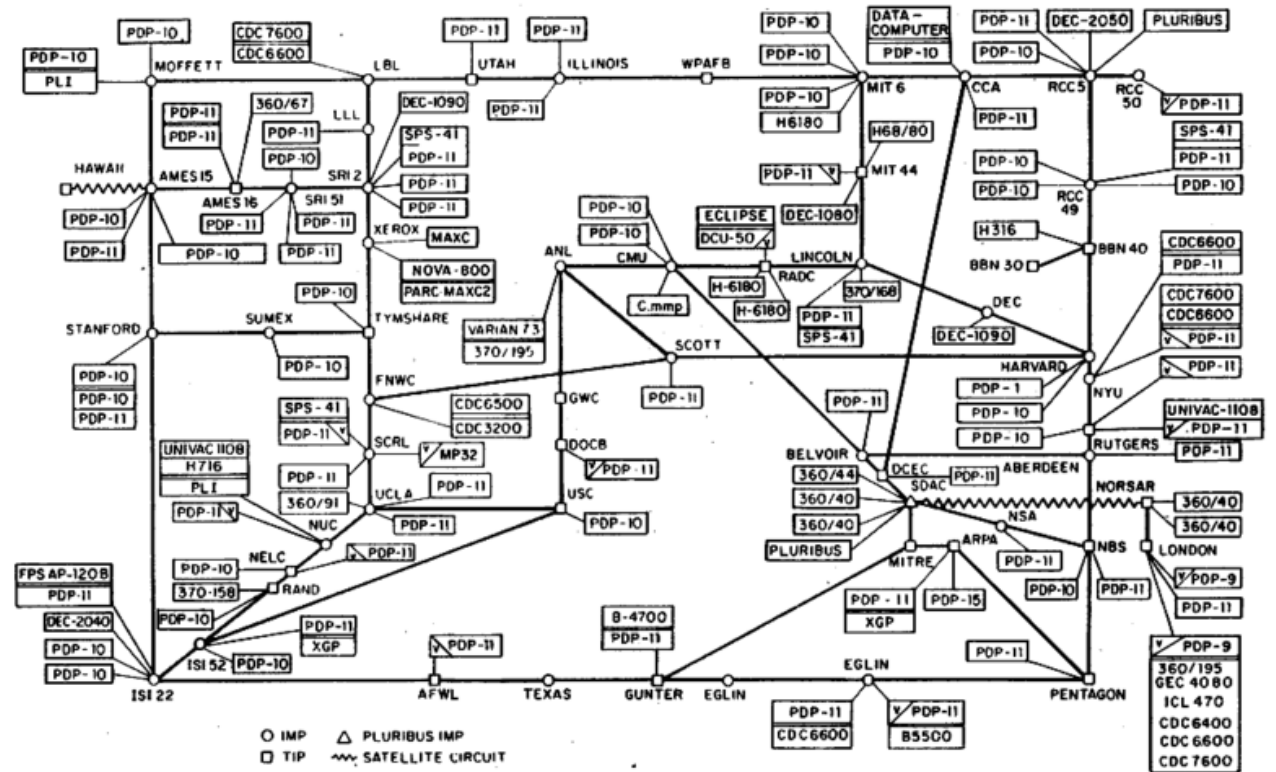 PDP-10
CDC 7600
CDC 6600
PDP-11
PDP-11
PDP-10
DATA-
COMPUTER
PDP-10
PDP-11
DEC-2050
PLURIBUS
PDP-10
PLI
MOFFETT
LBL
UTAH
ILLINOIS
WPAFB
PDP-10
PDP-10
MIT 6
CCA
PDP-10
RCC 5
RCC
50
PDP-11
PDP-11
PDP-11
360/67
DEC-1090
PDP-11
PDP-10
H6180
PDP-11
PDP-11
LLL
SPS-41
PDP-11
H68/80
SPS-41
PDP-11
PDP-10
HAWAII
AMES 15
AMES 16
PDP-10
SRI 51
SRI 2
PDP-11
PDP-11
PDP-11
MIT 44
DEC-1080
PDP-10
PDP-10
RCC
49
PDP-10
PDP-11
PDP-10
PDP-11
PDP-11
PDP-11
XEROX
MAXC
NOVA-800
PARC-MAXC2
PDP-10
PDP-10
ECLIPSE
DCU-50
H316
BBN 40
BBN 30
CDC6600
PDP-11
ANL
CMU
C.mmp
RADC
H-6180
H-6180
LINCOLN
370/168
PDP-11
SPS-41
DEC
DEC-1090
CDC7600
CDC6600
PDP-11
STANFORD
SUMEX
PDP-10
TYMSHARE
VARIAN 73
370/195
SCOTT
PDP-11
HARVARD
PDP-11
PDP-10
PDP-10
PDP-11
PDP-10
FNWC
CDC6500
CDC3200
GWC
PDP-1
PDP-10
PDP-10
NYU
UNIVAC-1108
PDP-11
SPS-41
PDP-11
SCRL
MP32
DOCB
PDP-11
PDP-11
BELVOIR
RUTGERS
ABERDEEN
PDP-11
UNIVAC 1108
H716
PLI
PDP-11
360/91
UCLA
PDP-11
PDP-11
USC
PDP-10
360/44
360/40
360/40
PLURIBUS
DCEC
PDP-11
SDAC
NORSAR
360/40
360/40
PDP-11
NUC
NSA
PDP-11
NBS
PDP-10
PDP-11
LONDON
PDP-9
PDP-11
NELC
PDP-10
PDP-11
370-158
RAND
PDP-10
MITRE
ARPA
PDP-11
XGP
PDP-15
FPS AP-120B
PDP-11
DEC-2040
PDP-10
PDP-10
ISI 22
ISI 52
PDP-11
XGP
PDP-10
PDP-11
AFWL
TEXAS
B-4700
PDP-11
GUNTER
EGLIN
EGLIN
PDP-11
CDC6600
PDP-11
B5500
PDP-11
PENTAGON
PDP-9
360/195
GEC 4080
ICL 470
CDC6400
CDC6600
CDC7600
IMP
PLURIBUS IMP
TIP
SATELLITE CIRCUIT